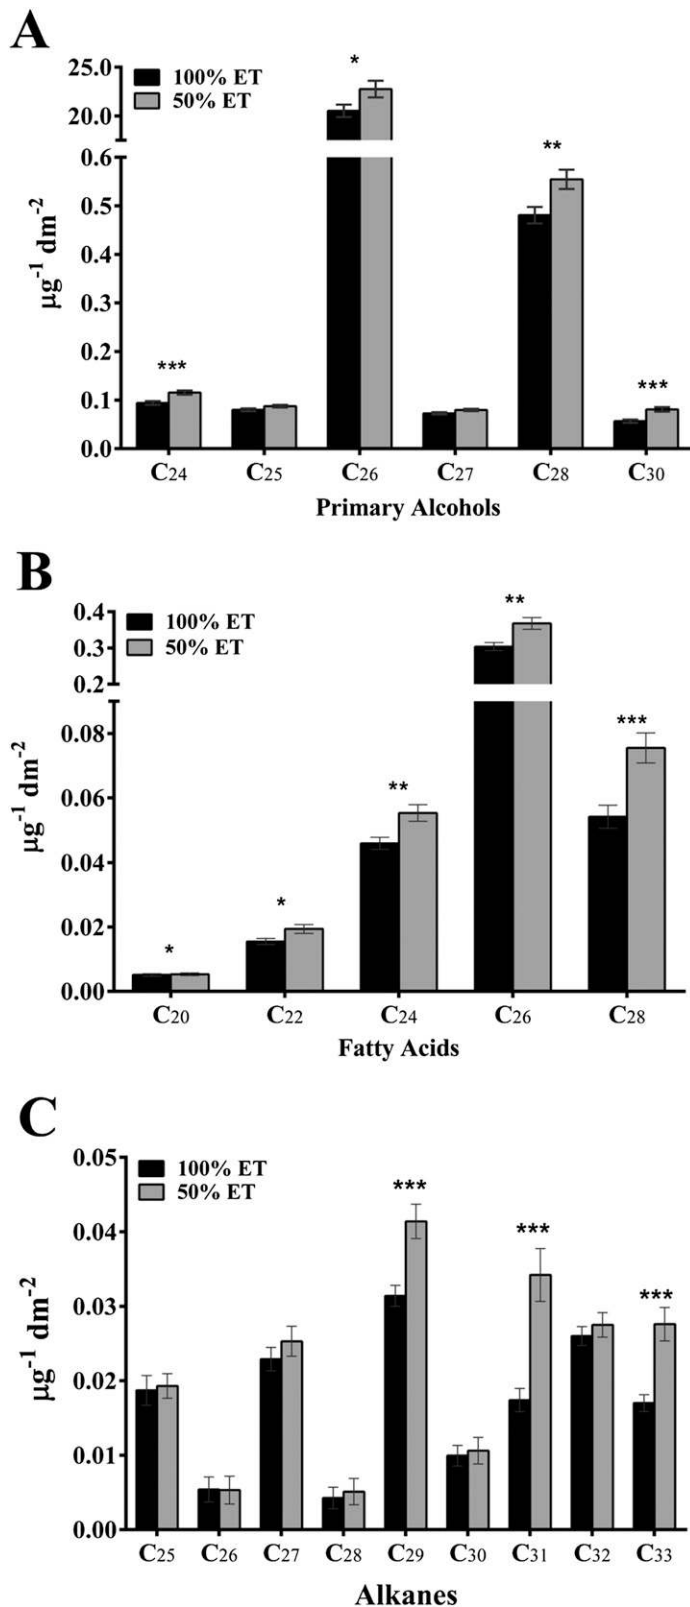 A
25.0
20.0
0.6
0.5
0.4
0.3
0.2
0.1
0.0
µg-1 dm-2
100% ET
50% ET
***
*
**
***
C24 C25 C26 C27 C28 C30
Primary Alcohols
B
0.4
0.3
0.2
0.08
0.06
0.04
0.02
0.00
µg-1 dm-2
100% ET
50% ET
*
*
**
**
***
C20 C22 C24 C26 C28
Fatty Acids
C
0.05
0.04
0.03
0.02
0.01
0.00
µg-1 dm-2
100% ET
50% ET
***
***
***
C25 C26 C27 C28 C29 C30 C31 C32 C33
Alkanes